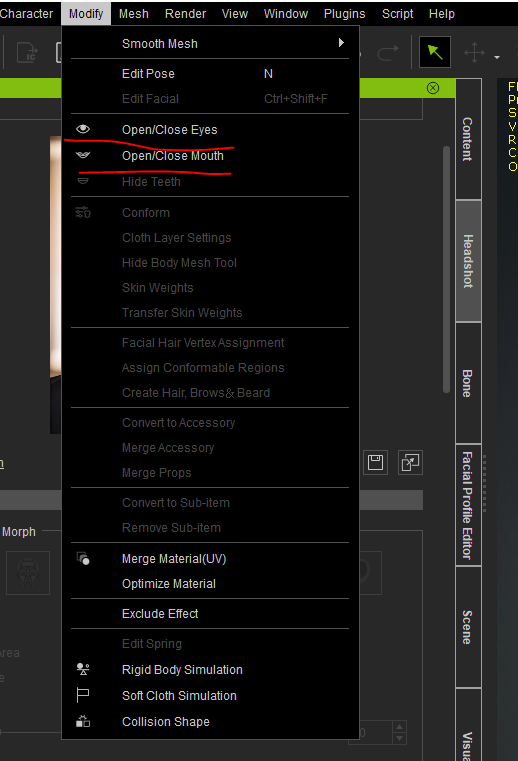 Character Modify Mesh Render View Window Plugins Script Help
Smooth Mesh
Edit Pose N
Edit Facial Ctrl+Shift+F
Open/Close Eyes
Open/Close Mouth
Hide Teeth
Conform
Cloth Layer Settings
Hide Body Mesh Tool
Skin Weights
Transfer Skin Weights
Facial Hair Vertex Assignment
Assign Conformable Regions
Create Hair, Brows & Beard
Convert to Accessory
Merge Accessory
Merge Props
Convert to Sub-item
Remove Sub-item
Merge Material(UV)
Optimize Material
Exclude Effect
Edit Spring
Rigid Body Simulation
Soft Cloth Simulation
Collision Shape
Morph
Content
Headshot
Bone
Facial Profile Editor
Scene